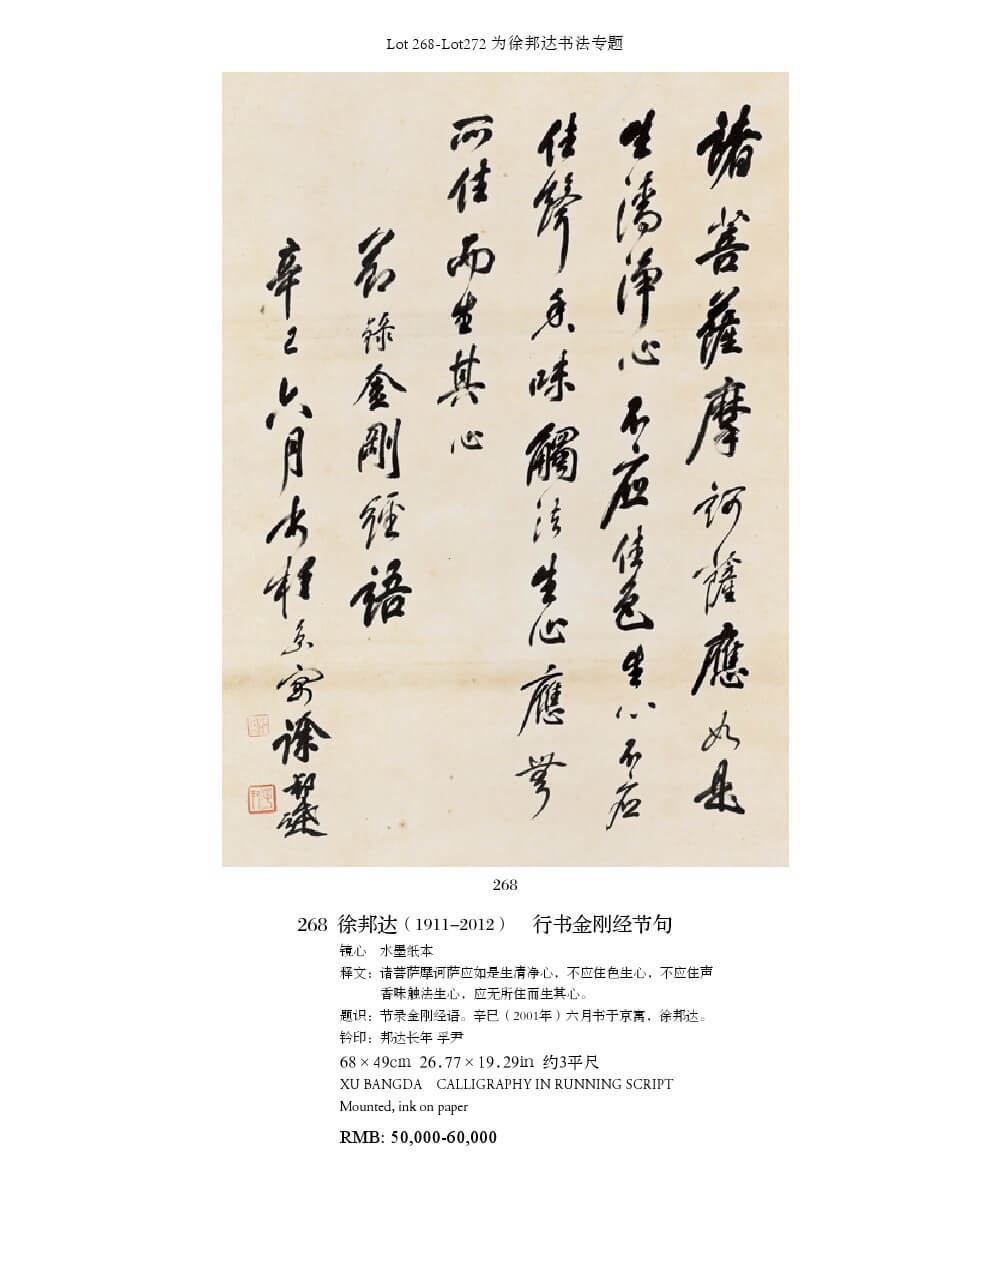 Lot 268-Lot272 为徐邦达书法专题
諸菩薩摩訶薩應如是
生清淨心不应住色生心不应
住聲香味觸法生心應無
所住而生其心
節録金剛經語
辛巳六月书於京寓徐邦達
268
268 徐邦达（1911–2012） 行书金刚经节句
镜心 水墨纸本
释文：诸菩萨摩诃萨应如是生清净心，不应住色生心，不应住声
香味触法生心，应无所住而生其心。
题识：节录金刚经语。辛巳（2001年）六月书于京寓，徐邦达。
钤印：邦达长年 孚尹
68×49cm 26.77×19.29in 约3平尺
XU BANGDA CALLIGRAPHY IN RUNNING SCRIPT
Mounted, ink on paper
RMB: 50,000-60,000